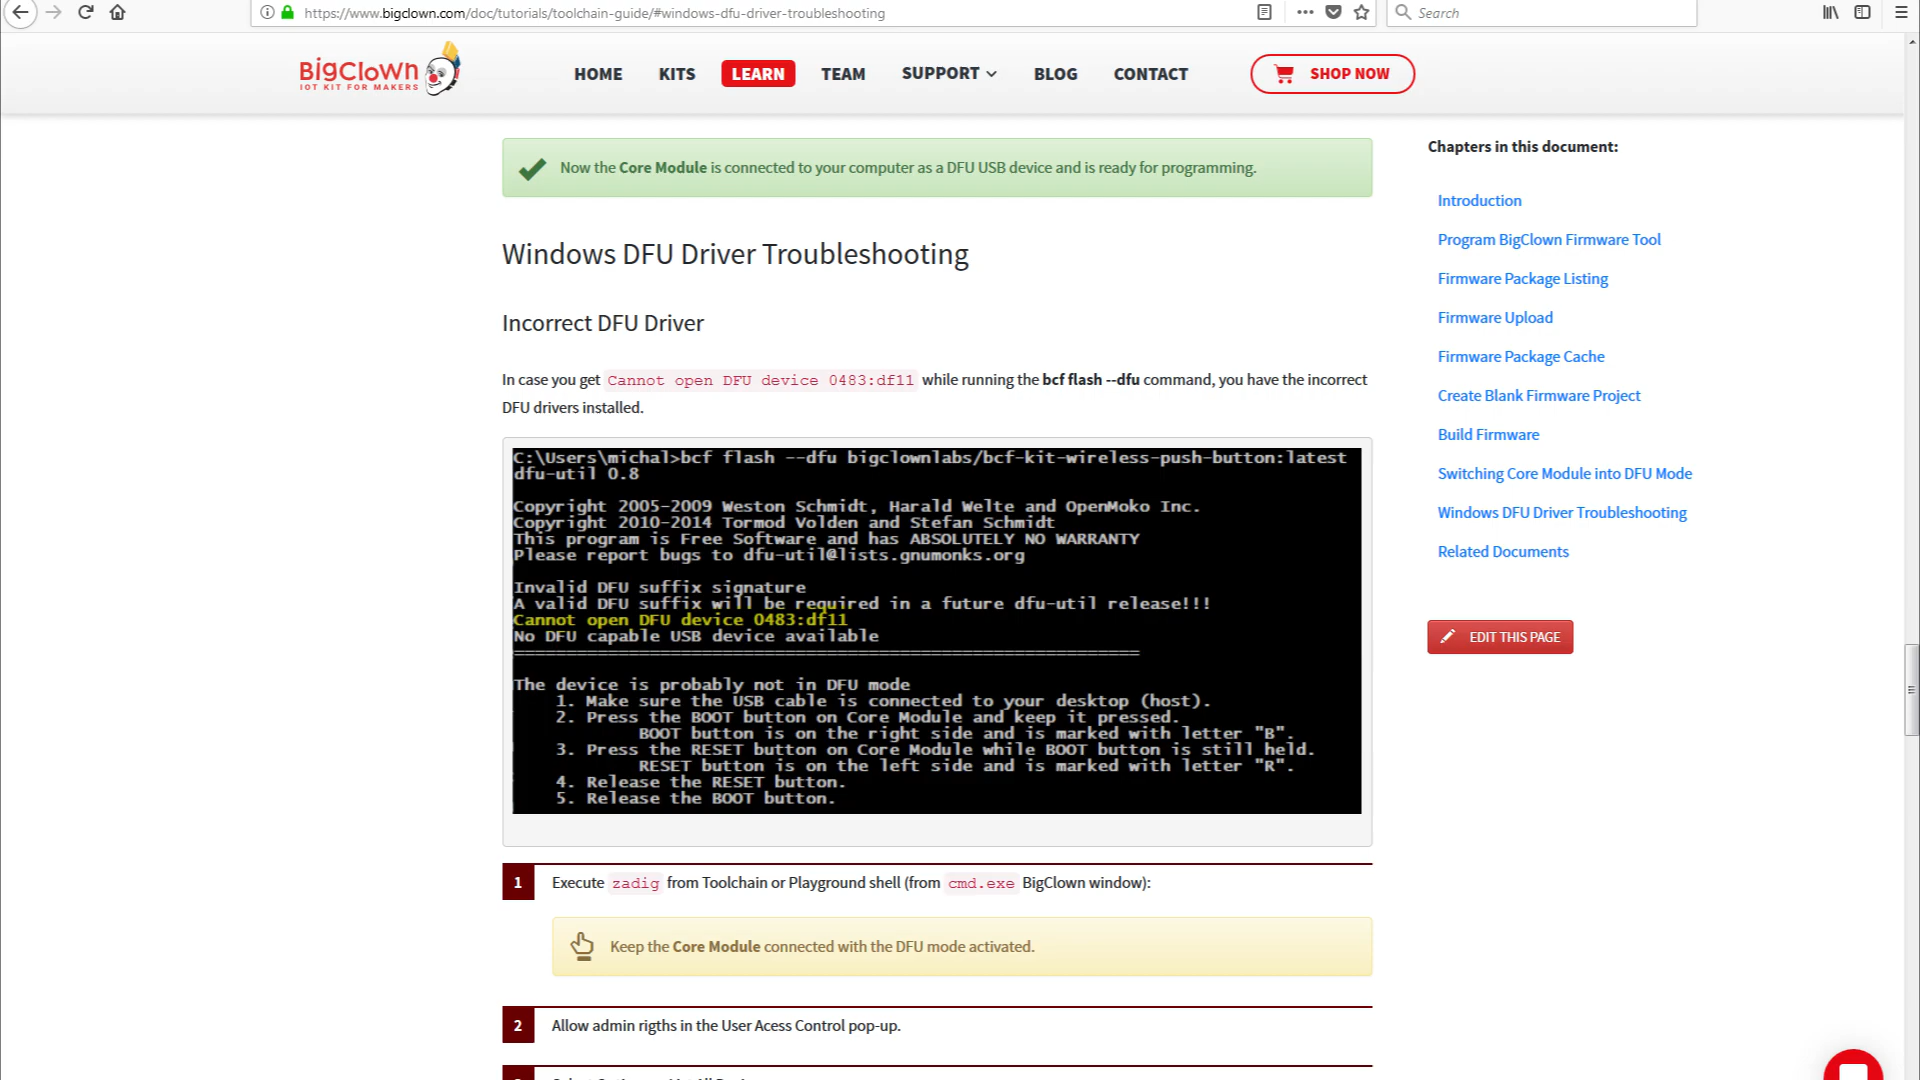 https://www.bigclown.com/doc/tutorials/toolchain-guide/#windows-dfu-driver-troubleshooting
Search
BigClown
IOT KIT FOR MAKERS
HOME
KITS
LEARN
TEAM
SUPPORT
BLOG
CONTACT
SHOP NOW
Now the Core Module is connected to your computer as a DFU USB device and is ready for programming.
Windows DFU Driver Troubleshooting
Incorrect DFU Driver
In case you get Cannot open DFU device 0483:df11 while running the bcf flash --dfu command, you have the incorrect
DFU drivers installed.
C:\Users\michal>bcf flash --dfu bigclownlabs/bcf-kit-wireless-push-button:latest
dfu-util 0.8
Copyright 2005-2009 Weston Schmidt, Harald Welte and OpenMoko Inc.
Copyright 2010-2014 Tormod Volden and Stefan Schmidt
This program is Free Software and has ABSOLUTELY NO WARRANTY
Please report bugs to dfu-util@lists.gnumonks.org
Invalid DFU suffix signature
A valid DFU suffix will be required in a future dfu-util release!!!
Cannot open DFU device 0483:df11
No DFU capable USB device available
============================================================
The device is probably not in DFU mode
1. Make sure the USB cable is connected to your desktop (host).
2. Press the BOOT button on Core Module and keep it pressed.
BOOT button is on the right side and is marked with letter "B".
3. Press the RESET button on Core Module while BOOT button is still held.
RESET button is on the left side and is marked with letter "R".
4. Release the RESET button.
5. Release the BOOT button.
1 Execute zadig from Toolchain or Playground shell (from cmd.exe BigClown window):
Keep the Core Module connected with the DFU mode activated.
2 Allow admin rigths in the User Acess Control pop-up.
Chapters in this document:
Introduction
Program BigClown Firmware Tool
Firmware Package Listing
Firmware Upload
Firmware Package Cache
Create Blank Firmware Project
Build Firmware
Switching Core Module into DFU Mode
Windows DFU Driver Troubleshooting
Related Documents
EDIT THIS PAGE